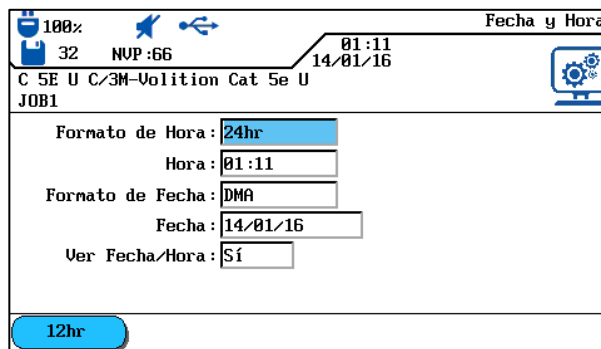 100% Fecha y Hora
32 NVP:66 01:11
14/01/16
C 5E U C/3M-Volition Cat 5e U
JOB1
Formato de Hora: 24hr
Hora: 01:11
Formato de Fecha: DMA
Fecha: 14/01/16
Ver Fecha/Hora: Sí
12hr